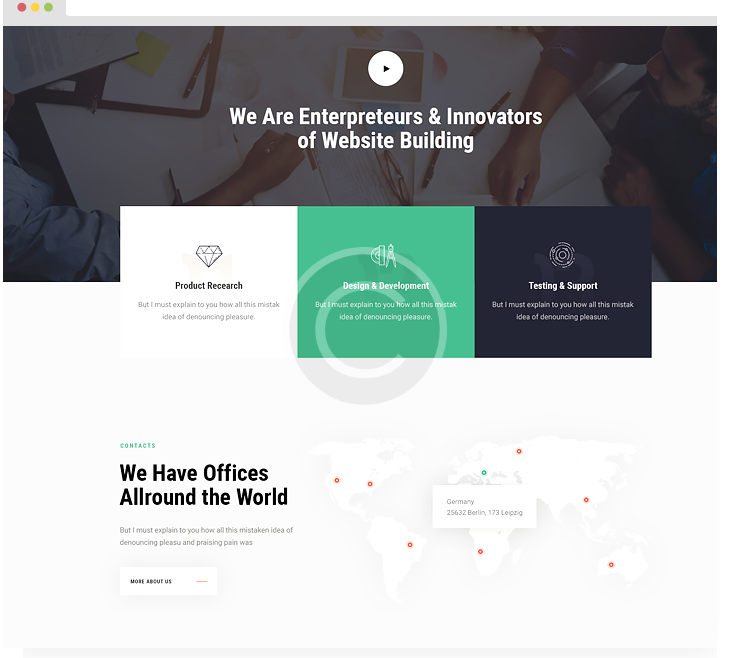 We Are Enterpreteurs & Innovators
of Website Building
Product Recearch
But I must explain to you how all this mistak
idea of denouncing pleasure.
Design & Development
But I must explain to you how all this mistak
idea of denouncing pleasure.
Testing & Support
But I must explain to you how all this mistak
idea of denouncing pleasure.
CONTACTS
We Have Offices
Allround the World
But I must explain to you how all this mistaken idea of
denouncing pleasu and praising pain was
MORE ABOUT US
Germany
25632 Berlin, 173 Leipzig